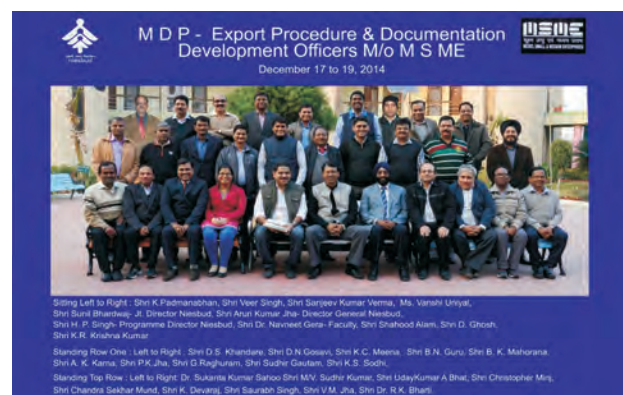 M D P - Export Procedure & Documentation
Development Officers M/o M S ME
December 17 to 19, 2014
MSME
MICRO, SMALL & MEDIUM ENTERPRISES
Sitting Left to Right : Shri K.Padmanabhan, Shri Veer Singh, Shri Sanjeev Kumar Verma, Ms. Vanshi Uniyal,
Shri Sunil Bhardwaj- Jt. Director Niesbud, Shri Arun Kumar Jha- Director General Niesbud,
Shri H. P. Singh- Programme Director Niesbud, Shri Dr. Navneet Gera- Faculty, Shri Shahood Alam, Shri D. Ghosh,
Shri K.R. Krishna Kumar
Standing Row One : Left to Right : Shri D.S. Khandare, Shri D.N.Gosavi, Shri K.C. Meena, Shri B.N. Guru, Shri B. K. Mahorana,
Shri A. K. Karna, Shri P.K.Jha, Shri G.Raghuram, Shri Sudhir Gautam, Shri K.S. Sodhi,
Standing Top Row : Left to Right: Dr. Sukanta Kumar Sahoo Shri M.V. Sudhir Kumar, Shri UdayKumar A Bhat, Shri Christopher Minj,
Shri Chandra Sekhar Mund, Shri K. Devaraj, Shri Saurabh Singh, Shri V.M. Jha, Shri Dr. R.K. Bharti